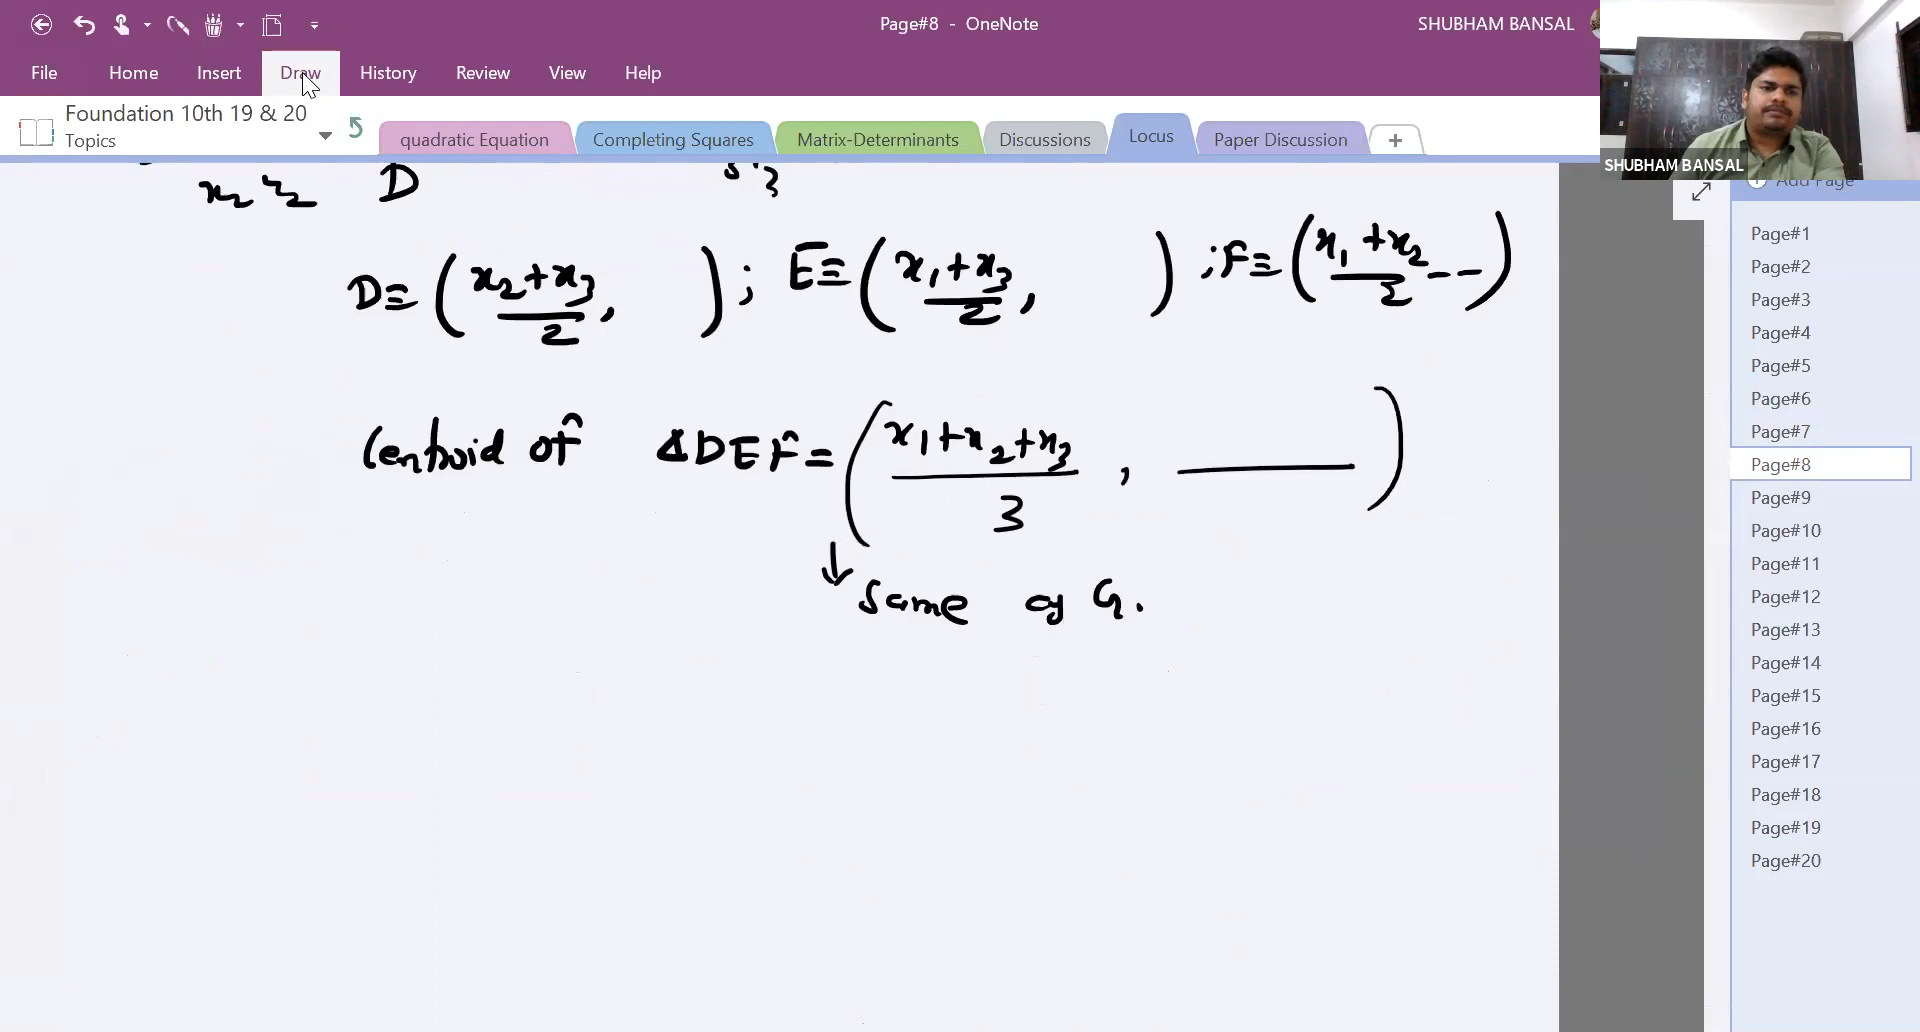 Page#8 - OneNote
SHUBHAM BANSAL
File Home Insert Draw History Review View Help
Foundation 10th 19 & 20
Topics
quadratic Equation Completing Squares Matrix-Determinants Discussions Locus Paper Discussion +
SHUBHAM BANSAL
Add Page
x₂ y₂ D
D≡(x₂+x₃/2, ); E≡(x₁+x₃/2, ) ; F≡(x₁+x₂/2 --)
Centroid of ΔDEF=(x₁+x₂+x₃/3, )
↓
Same as G.
Page#1
Page#2
Page#3
Page#4
Page#5
Page#6
Page#7
Page#8
Page#9
Page#10
Page#11
Page#12
Page#13
Page#14
Page#15
Page#16
Page#17
Page#18
Page#19
Page#20